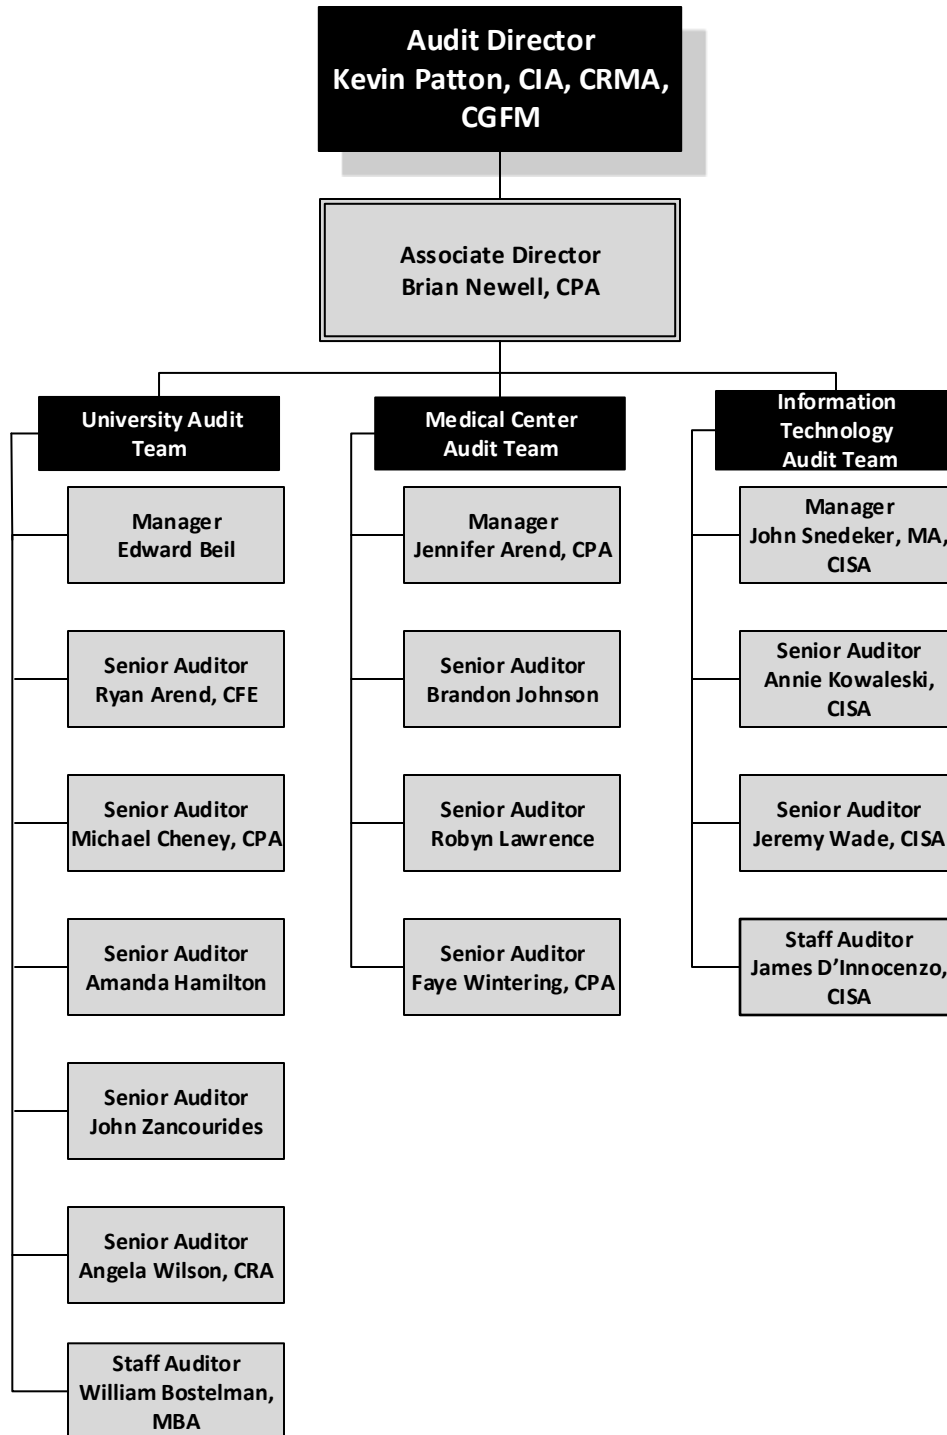 Audit Director
Kevin Patton, CIA, CRMA,
CGFM
Associate Director
Brian Newell, CPA
University Audit
Team
Manager
Edward Beil
Senior Auditor
Ryan Arend, CFE
Senior Auditor
Michael Cheney, CPA
Senior Auditor
Amanda Hamilton
Senior Auditor
John Zancourides
Senior Auditor
Angela Wilson, CRA
Staff Auditor
William Bostelman,
MBA
Medical Center
Audit Team
Manager
Jennifer Arend, CPA
Senior Auditor
Brandon Johnson
Senior Auditor
Robyn Lawrence
Senior Auditor
Faye Wintering, CPA
Information
Technology
Audit Team
Manager
John Snedeker, MA,
CISA
Senior Auditor
Annie Kowaleski,
CISA
Senior Auditor
Jeremy Wade, CISA
Staff Auditor
James D’Innocenzo,
CISA